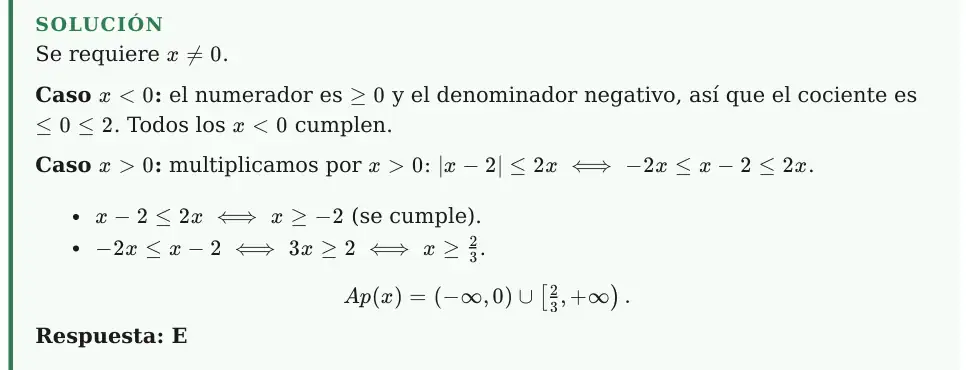 SOLUCIÓN
Se requiere x ≠ 0.
Caso x < 0: el numerador es ≥ 0 y el denominador negativo, así que el cociente es
≤ 0 ≤ 2. Todos los x < 0 cumplen.
Caso x > 0: multiplicamos por x > 0: |x − 2| ≤ 2x ⟺ −2x ≤ x − 2 ≤ 2x.
• x − 2 ≤ 2x ⟺ x ≥ −2 (se cumple).
• −2x ≤ x − 2 ⟺ 3x ≥ 2 ⟺ x ≥ 2/3.
Ap(x) = (−∞, 0) ∪ [2/3, +∞).
Respuesta: E